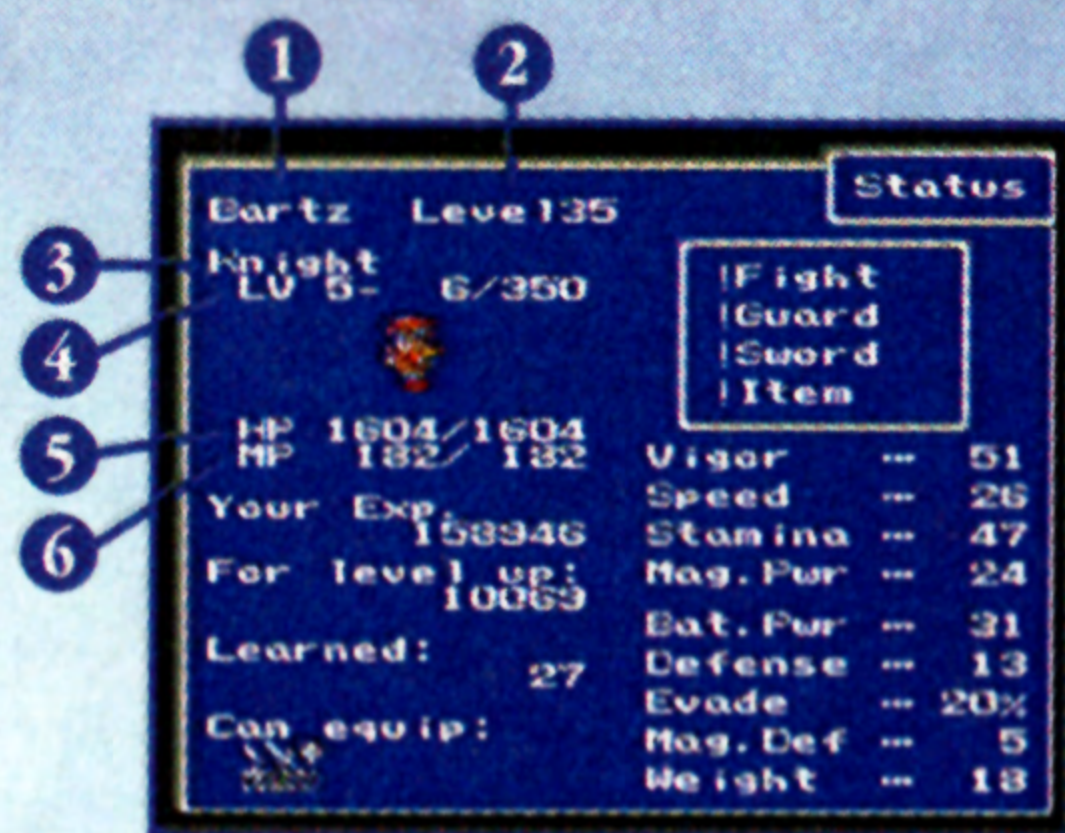 1 2
Status
Bartz Level35
3 Knight
4 LV 5- 6/350
!Fight
!Guard
!Sword
!Item
5 HP 1604/1604
6 MP 182/ 182
Your Exp.
158946
For level up:
10069
Learned:
27
Can equip:
Vigor … 51
Speed … 26
Stamina … 47
Mag.Pwr … 24
Bat.Pwr … 31
Defense … 13
Evade … 20%
Mag.Def … 5
Weight … 18